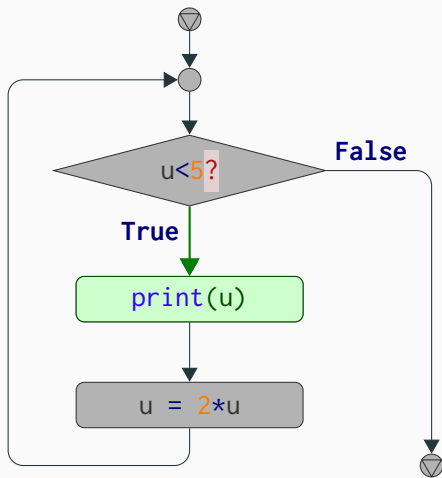 False
u<5?
True
print(u)
u = 2*u